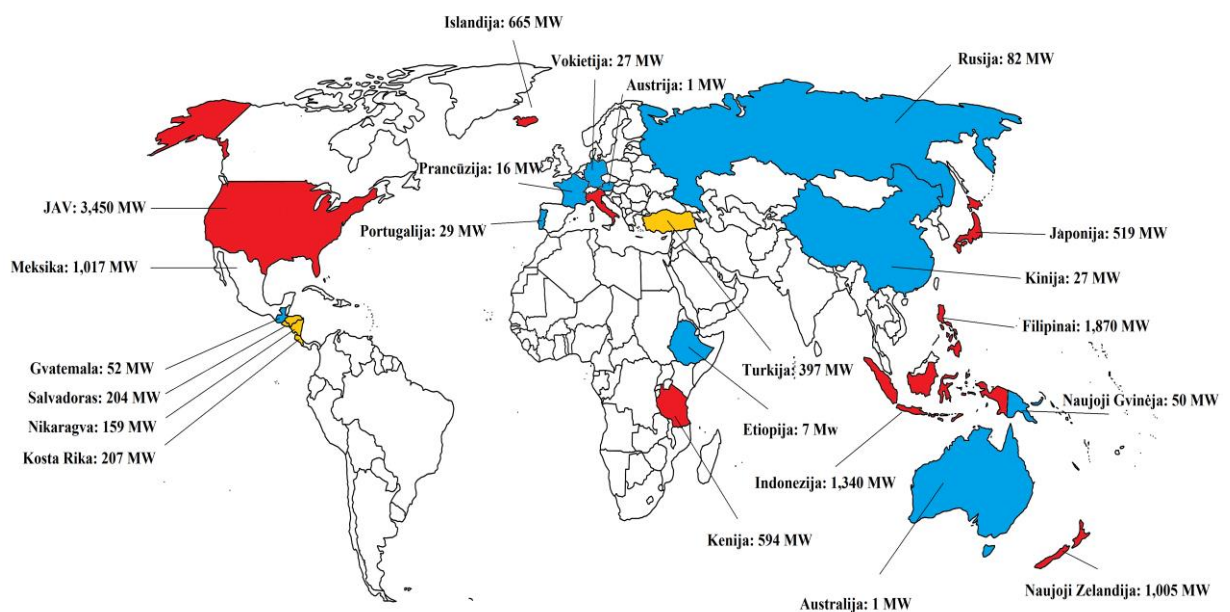 Islandija: 665 MW
Vokietija: 27 MW
Austrija: 1 MW
Rusija: 82 MW
Prancūzija: 16 MW
JAV: 3,450 MW
Portugalija: 29 MW
Japonija: 519 MW
Meksika: 1,017 MW
Kinija: 27 MW
Filipinai: 1,870 MW
Gvatemala: 52 MW
Turkija: 397 MW
Salvadoras: 204 MW
Naujoji Gvinėja: 50 MW
Nikaragva: 159 MW
Etiopija: 7 Mw
Kosta Rika: 207 MW
Indonezija: 1,340 MW
Kenija: 594 MW
Naujoji Zelandija: 1,005 MW
Australija: 1 MW